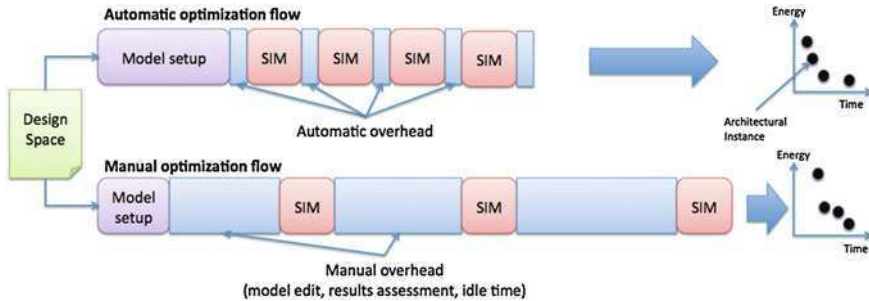 Automatic optimization flow
Model setup
SIM
SIM
SIM
SIM
Automatic overhead
Energy
Time
Architectural
Instance
Design
Space
Manual optimization flow
Model
setup
SIM
SIM
SIM
Manual overhead
(model edit, results assessment, idle time)
Energy
Time